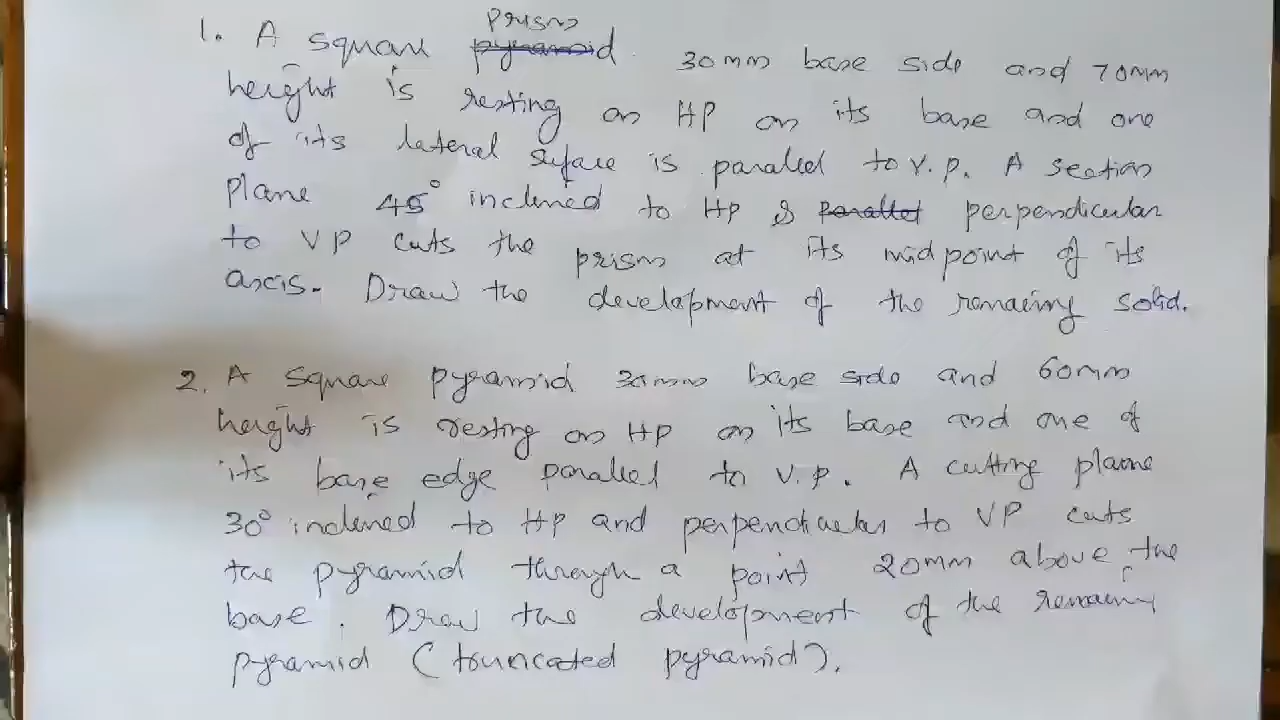 prism
1. A square pyramid 30mm base side and 70mm
height is resting on HP on its base and one
of its lateral surface is parallel to V.P. A section
plane 45° inclined to HP & parallel perpendicular
to VP cuts the prism at its midpoint of its
axis. Draw the development of the remaining solid.
2. A square pyramid 30mm base side and 60mm
height is resting on HP on its base and one of
its base edge parallel to V.P. A cutting plane
30° inclined to HP and perpendicular to VP cuts
the pyramid through a point 20mm above the
base. Draw the development of the remaining
pyramid (truncated pyramid).